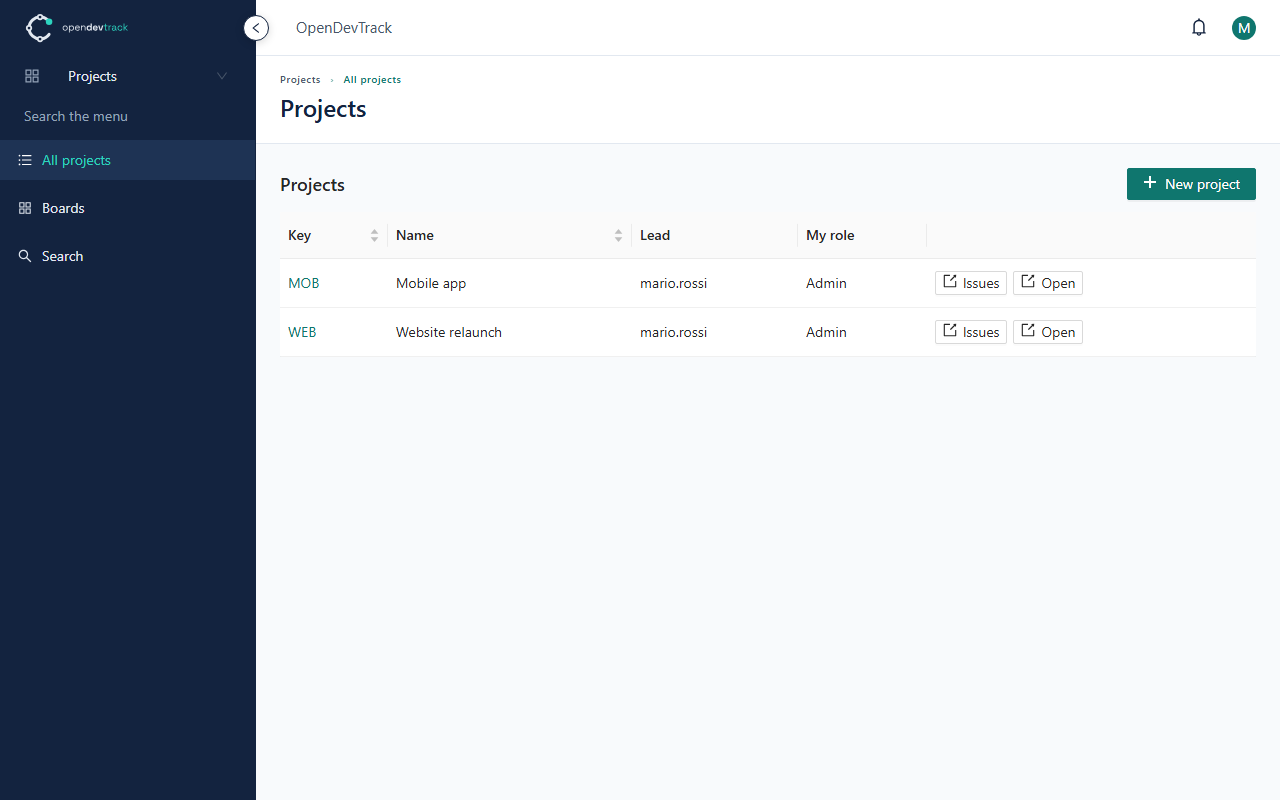 opendevtrack
OpenDevTrack
M
Projects
Search the menu
All projects
Boards
Search
Projects › All projects
Projects
Projects
New project
Key Name Lead My role
MOB Mobile app mario.rossi Admin Issues Open
WEB Website relaunch mario.rossi Admin Issues Open